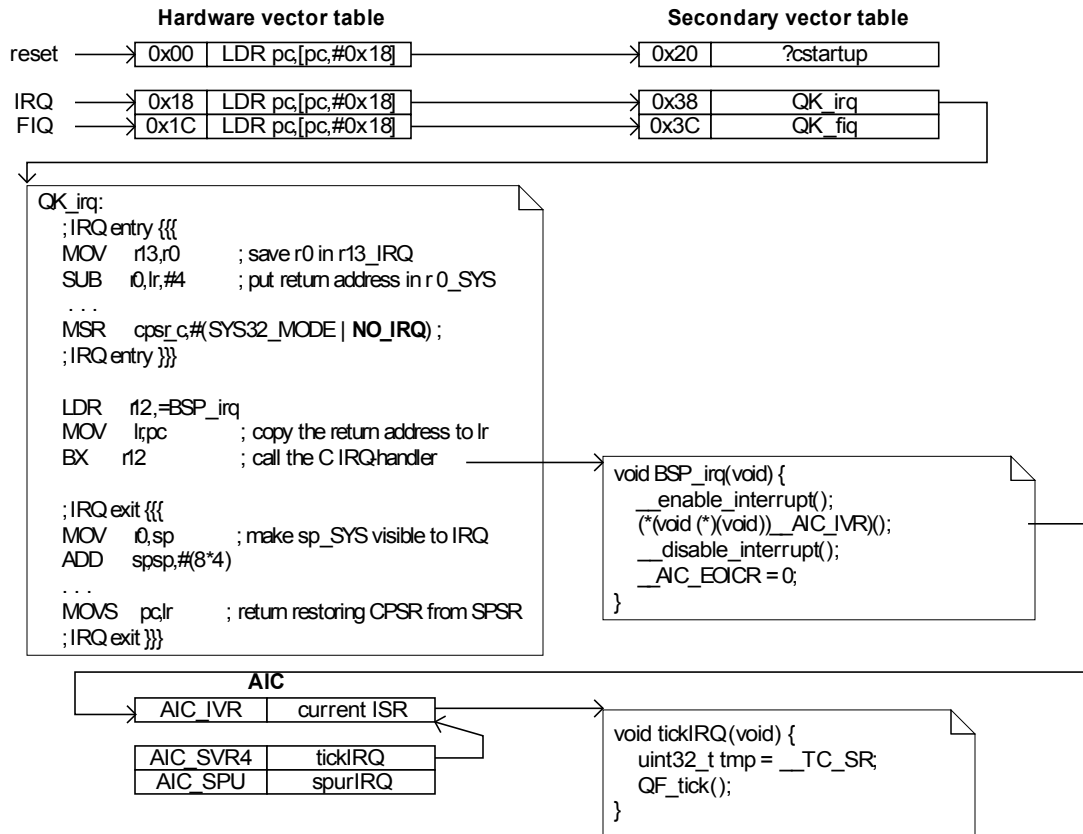 Hardware vector table Secondary vector table
reset 0x00 LDR pc,[pc,#0x18] 0x20 ?cstartup
IRQ 0x18 LDR pc,[pc,#0x18] 0x38 QK_irq
FIQ 0x1C LDR pc,[pc,#0x18] 0x3C QK_fiq
QK_irq:
; IRQ entry {{{
MOV r13,r0 ; save r0 in r13_IRQ
SUB r0,lr,#4 ; put return address in r 0_SYS
. . .
MSR cpsr_c,#(SYS32_MODE | NO_IRQ) ;
; IRQ entry }}}
LDR r12,=BSP_irq
MOV lr,pc ; copy the return address to lr
BX r12 ; call the C IRQ-handler
; IRQ exit {{{
MOV r0,sp ; make sp_SYS visible to IRQ
ADD sp,sp,#(8*4)
. . .
MOVS pc,lr ; return restoring CPSR from SPSR
; IRQ exit }}}
void BSP_irq(void) {
__enable_interrupt();
(*(void (*)(void))__AIC_IVR)();
__disable_interrupt();
__AIC_EOICR = 0;
}
AIC
AIC_IVR current ISR
AIC_SVR4 tickIRQ
AIC_SPU spurIRQ
void tickIRQ(void) {
uint32_t tmp = __TC_SR;
QF_tick();
}